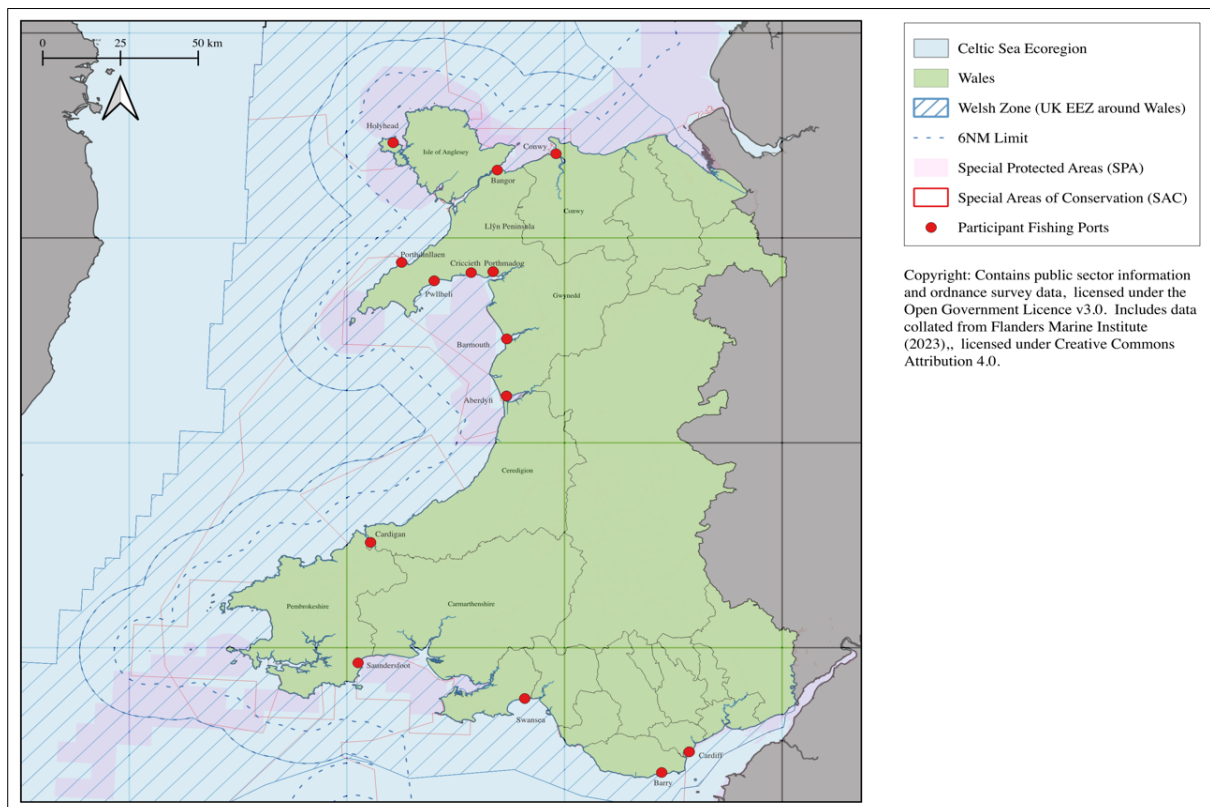 0
25
50 km
Holyhead
Isle of Anglesey
Conwy
Bangor
Conwy
Llŷn Peninsula
Porthdinllaen
Criccieth
Porthmadog
Pwllheli
Gwynedd
Barmouth
Aberdyfi
Ceredigion
Cardigan
Pembrokeshire
Carmarthenshire
Saundersfoot
Swansea
Cardiff
Barry
Celtic Sea Ecoregion
Wales
Welsh Zone (UK EEZ around Wales)
6NM Limit
Special Protected Areas (SPA)
Special Areas of Conservation (SAC)
Participant Fishing Ports
Copyright: Contains public sector information
and ordnance survey data, licensed under the
Open Government Licence v3.0. Includes data
collated from Flanders Marine Institute
(2023),, licensed under Creative Commons
Attribution 4.0.